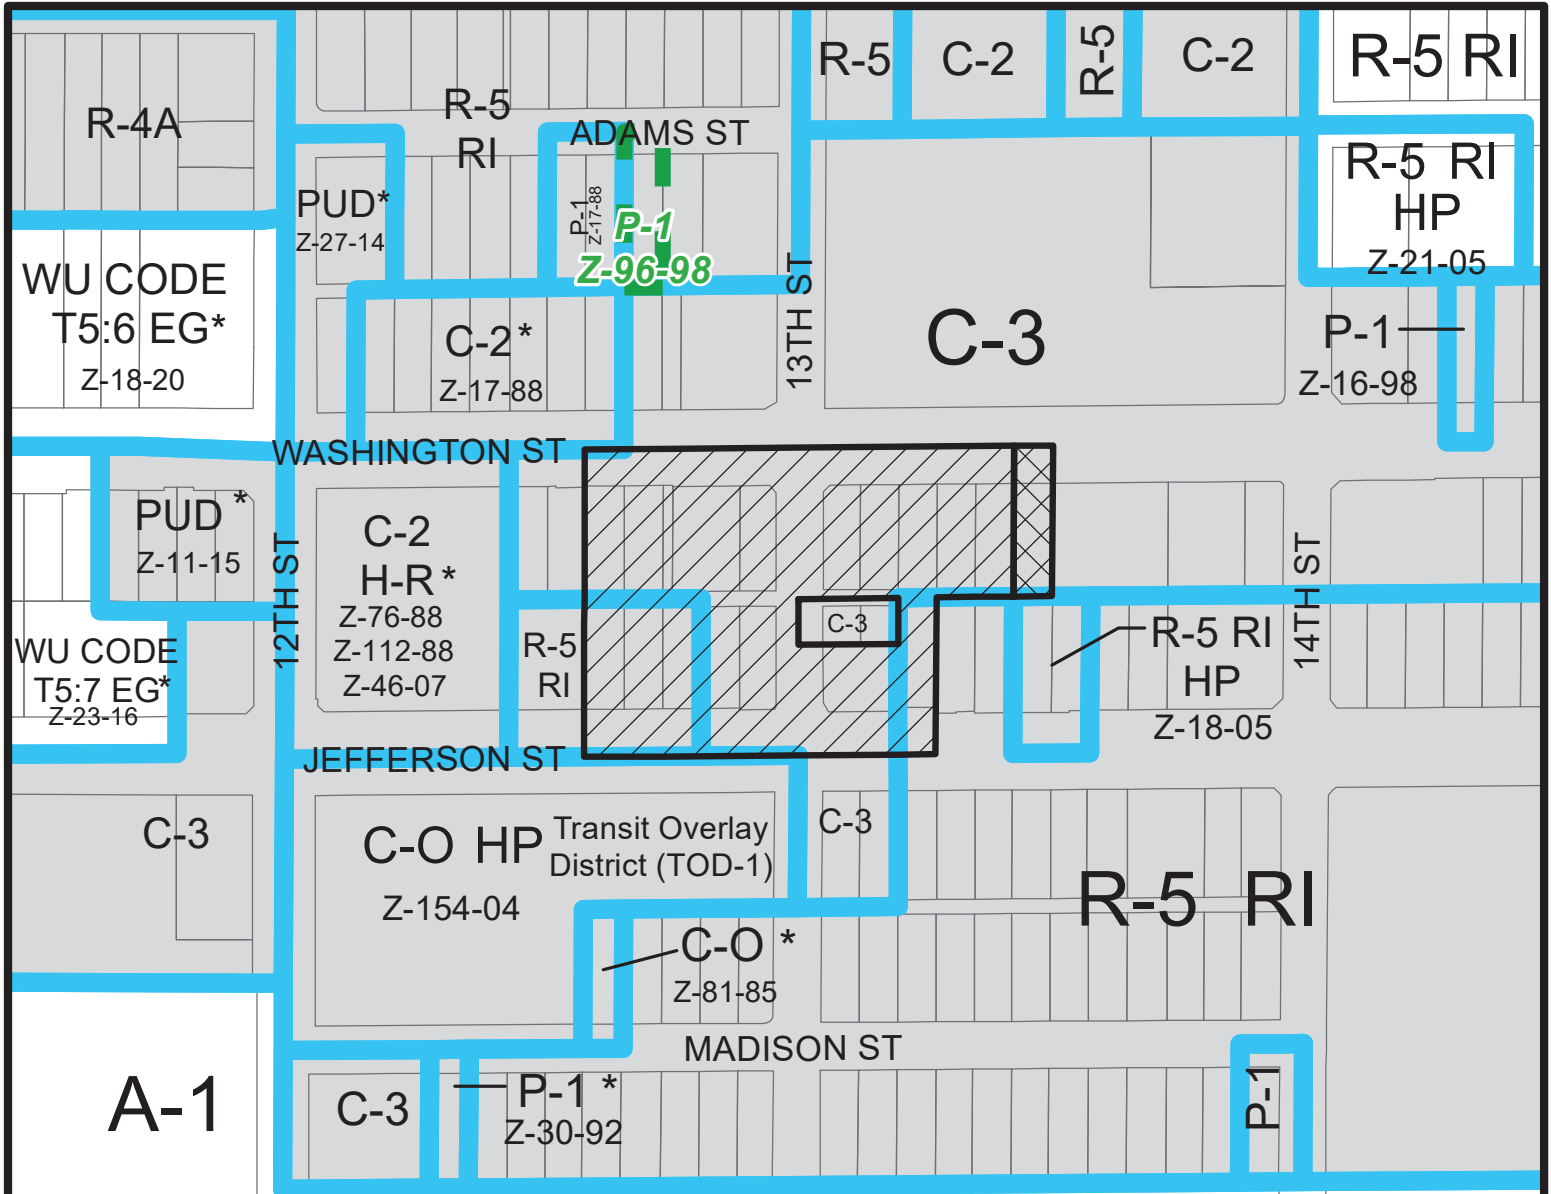 R-5
C-2
R-5
C-2
R-5 RI
R-4A
R-5
RI
ADAMS ST
PUD*
Z-27-14
P-1
Z-17-88
P-1
Z-96-98
R-5 RI
HP
Z-21-05
WU CODE
T5:6 EG*
Z-18-20
C-2*
Z-17-88
13TH ST
C-3
P-1
Z-16-98
WASHINGTON ST
PUD*
Z-11-15
12TH ST
C-2
H-R*
Z-76-88
Z-112-88
Z-46-07
14TH ST
WU CODE
T5:7 EG*
Z-23-16
R-5
RI
C-3
R-5 RI
HP
Z-18-05
JEFFERSON ST
C-3
C-O HP
Z-154-04
Transit Overlay
District (TOD-1)
C-3
R-5 RI
C-O *
Z-81-85
MADISON ST
A-1
C-3
P-1 *
Z-30-92
P-1